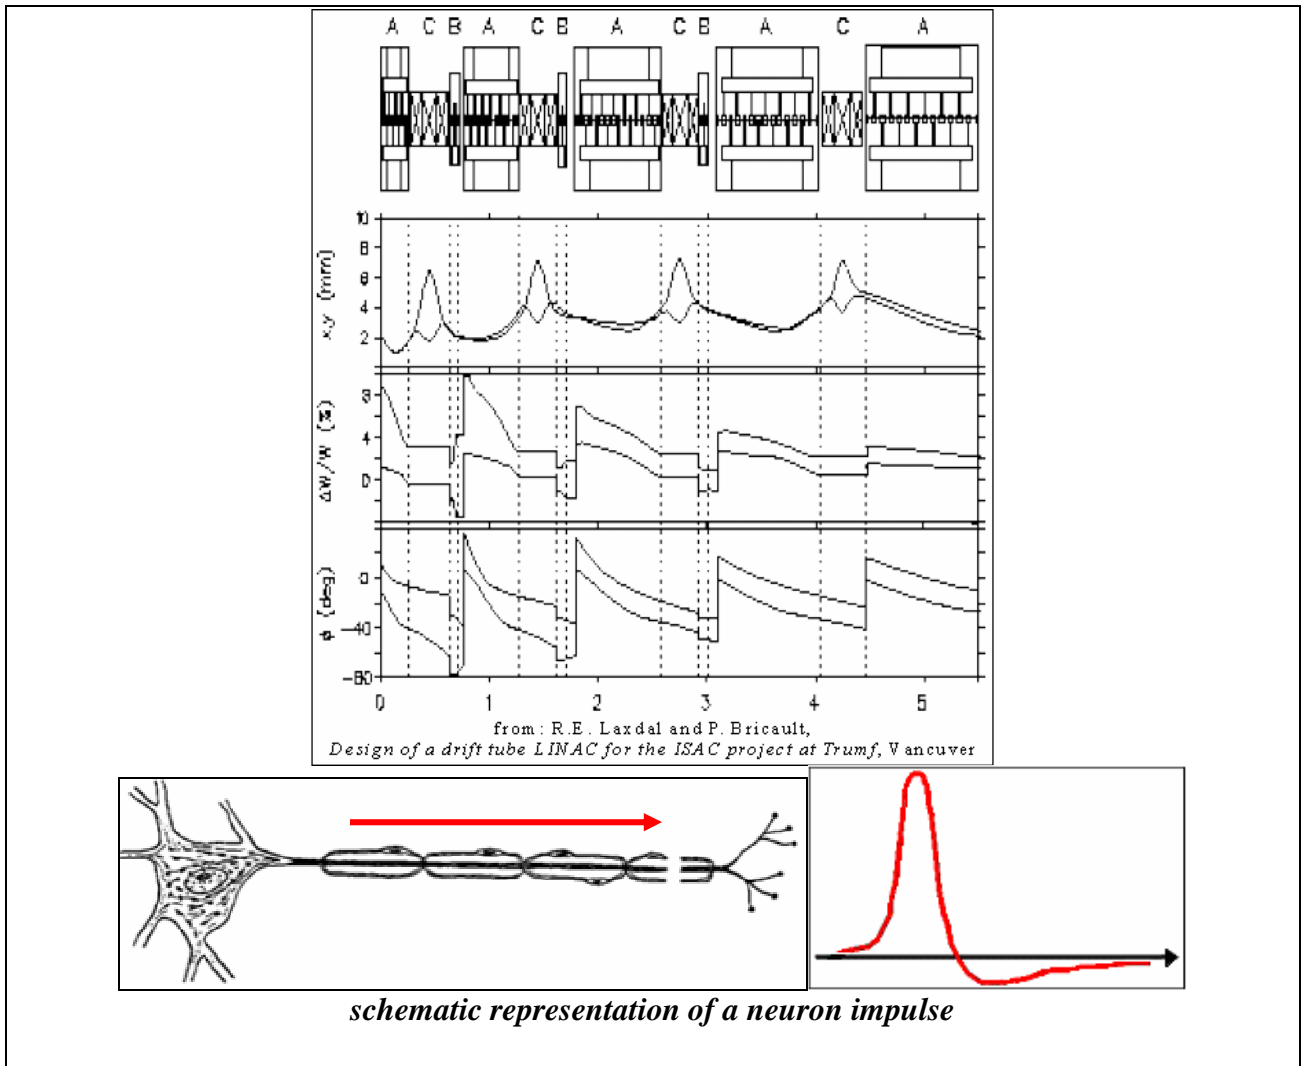 A C B A C B A C B A C A
10
8
6
4
2
x,y (mm)
8
4
0
ΔW/W (%)
0
-40
-80
ϕ (deg)
0 1 2 3 4 5
from: R.E. Laxdal and P. Bricault,
Design of a drift tube LINAC for the ISAC project at Trumf, Vancuver
schematic representation of a neuron impulse